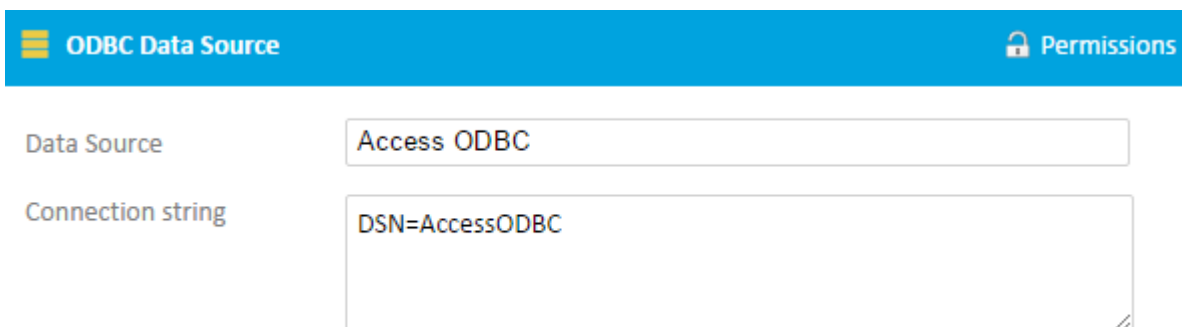 ODBC Data Source Permissions
Data Source Access ODBC
Connection string DSN=AccessODBC